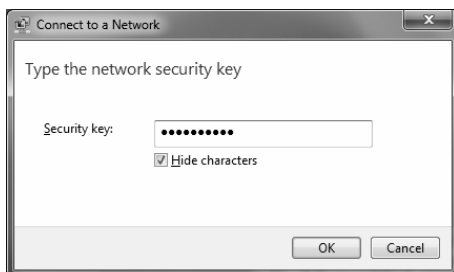 Connect to a Network
Type the network security key
Security key: ●●●●●●●●●●
Hide characters
OK Cancel